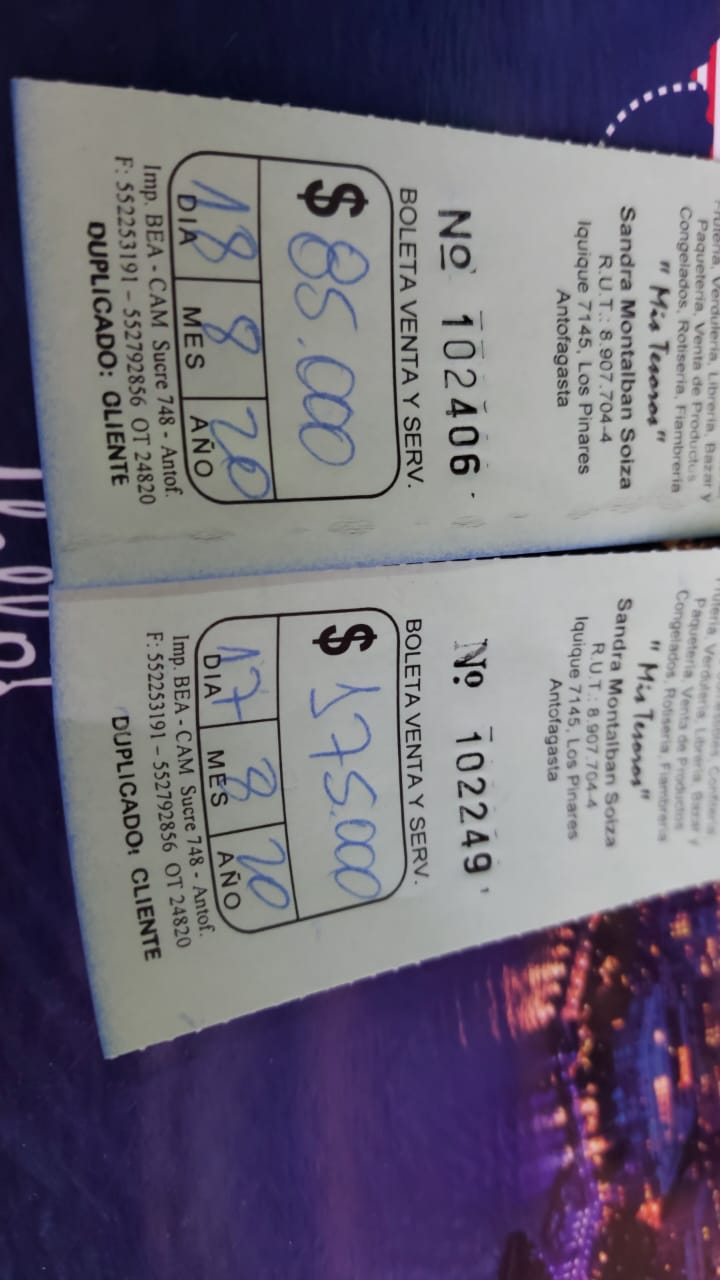 Paquetería, Venta de Productos
Congelados, Rotisería, Fiambrería
" Mis Tesoros"
Sandra Montalban Soiza
R.U.T.: 8.907.704-4
Iquique 7145, Los Pinares
Antofagasta
Nº 102406
BOLETA VENTA Y SERV.
$ 85.000
18 8 20
DIA MES AÑO
Imp. BEA - CAM Sucre 748 - Antof.
F: 552253191 – 552792856 OT 24820
DUPLICADO: CLIENTE
Paquetería, Verdulería, Librería, Bazar y
Congelados, Rotisería, Fiambrería
" Mis Tesoros"
Sandra Montalban Soiza
R.U.T.: 8.907.704-4
Iquique 7145, Los Pinares
Antofagasta
Nº 102249
BOLETA VENTA Y SERV.
$ 175.000
17 8 20
DIA MES AÑO
Imp. BEA - CAM Sucre 748 - Antof.
F: 552253191 – 552792856 OT 24820
DUPLICADO: CLIENTE